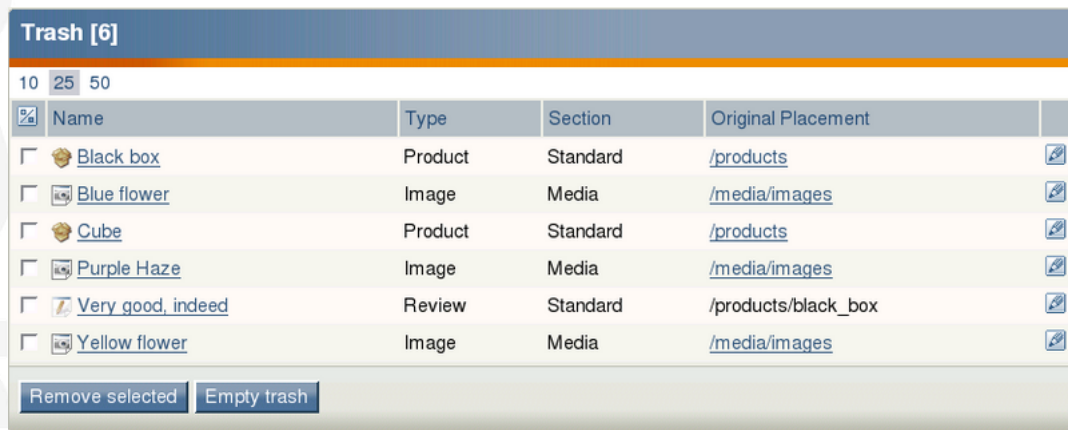 Trash [6]
10 25 50
Name Type Section Original Placement
Black box Product Standard /products
Blue flower Image Media /media/images
Cube Product Standard /products
Purple Haze Image Media /media/images
Very good, indeed Review Standard /products/black_box
Yellow flower Image Media /media/images
Remove selected Empty trash